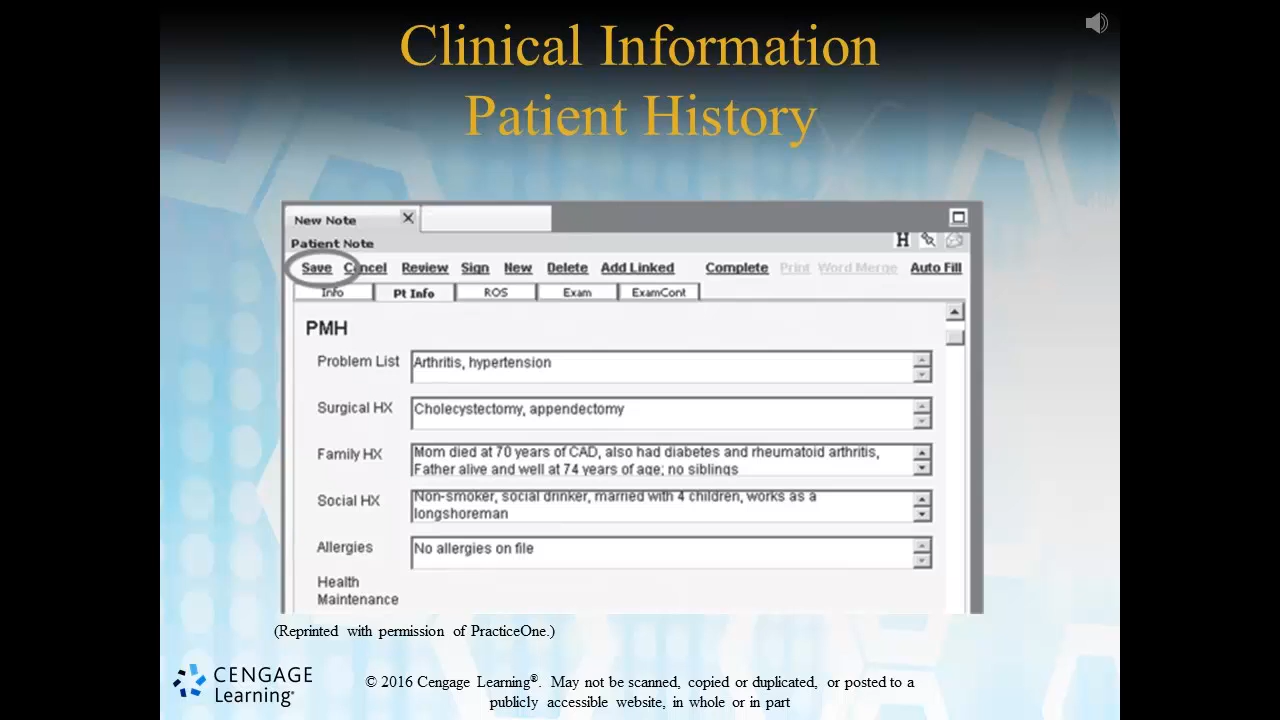 Clinical Information
Patient History
New Note
Patient Note
H
Save Cancel Review Sign New Delete Add Linked Complete Print Word Merge Auto Fill
Info Pt Info ROS Exam ExamCont
PMH
Problem List Arthritis, hypertension
Surgical HX Cholecystectomy, appendectomy
Family HX Mom died at 70 years of CAD, also had diabetes and rheumatoid arthritis,
Father alive and well at 74 years of age; no siblings
Social HX Non-smoker, social drinker, married with 4 children, works as a
longshoreman
Allergies No allergies on file
Health
Maintenance
(Reprinted with permission of PracticeOne.)
CENGAGE
Learning®
© 2016 Cengage Learning®. May not be scanned, copied or duplicated, or posted to a
publicly accessible website, in whole or in part